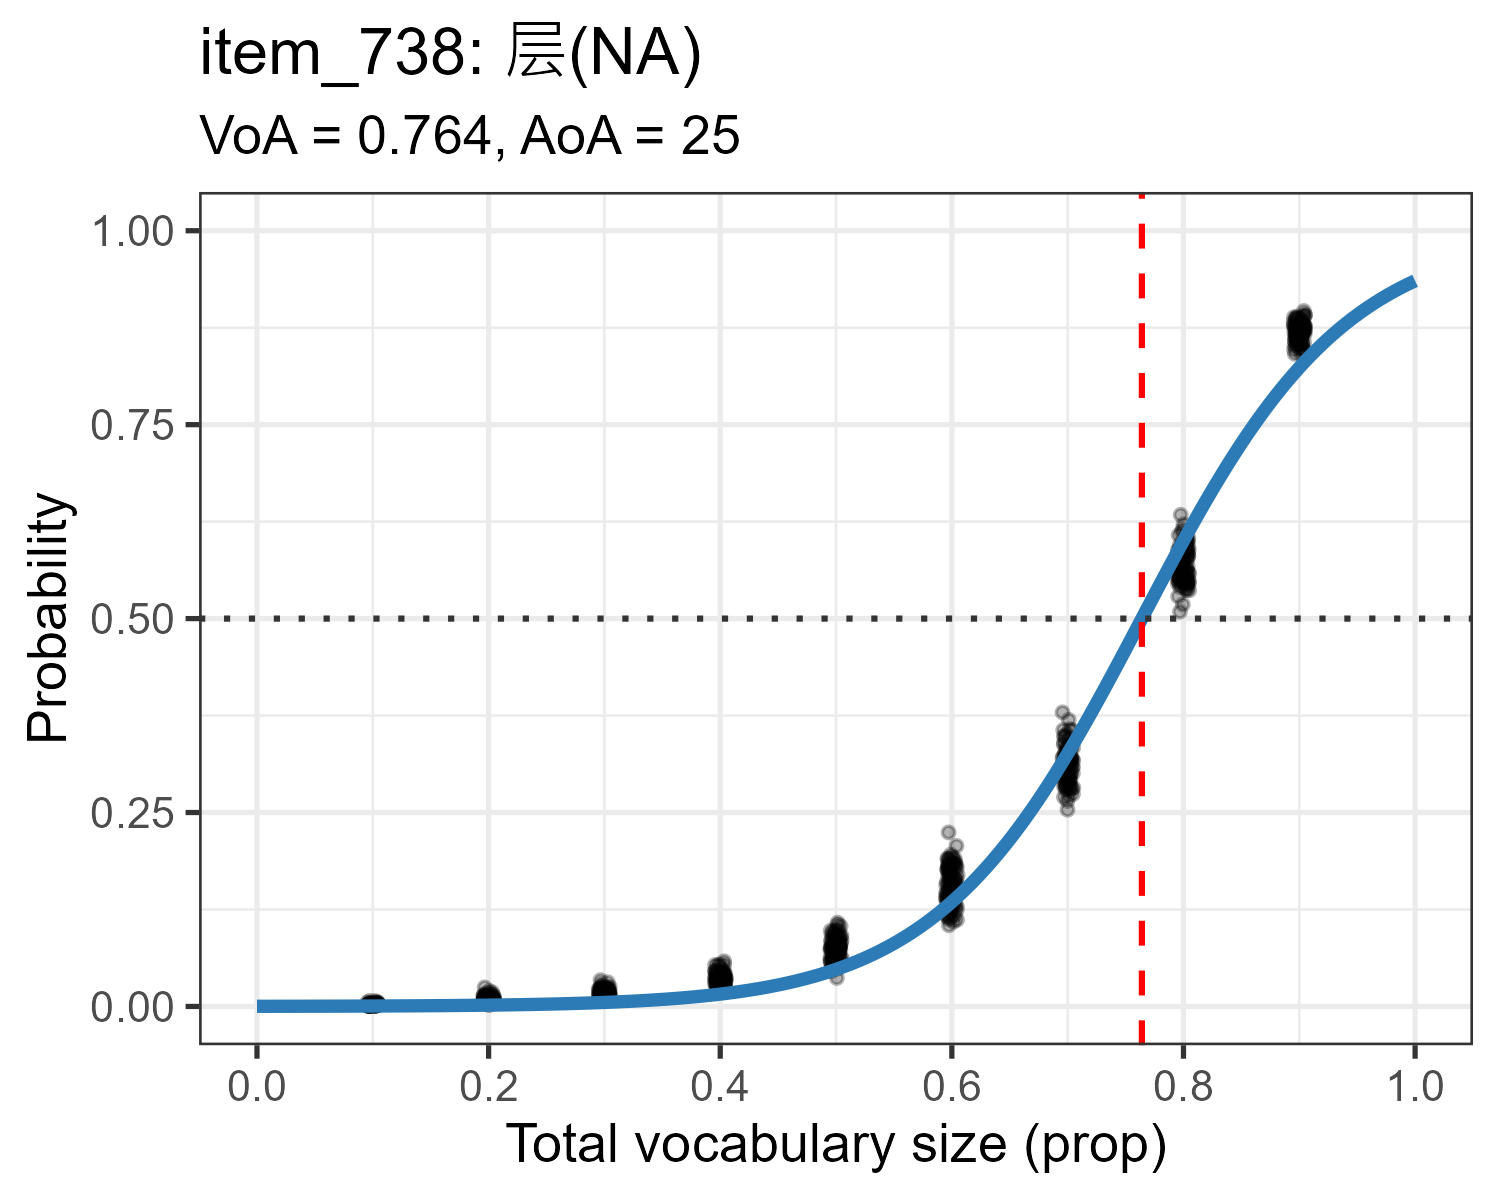 item_738: 层(NA)
VoA = 0.764, AoA = 25
Probability
1.00
0.75
0.50
0.25
0.00
0.0 0.2 0.4 0.6 0.8 1.0
Total vocabulary size (prop)